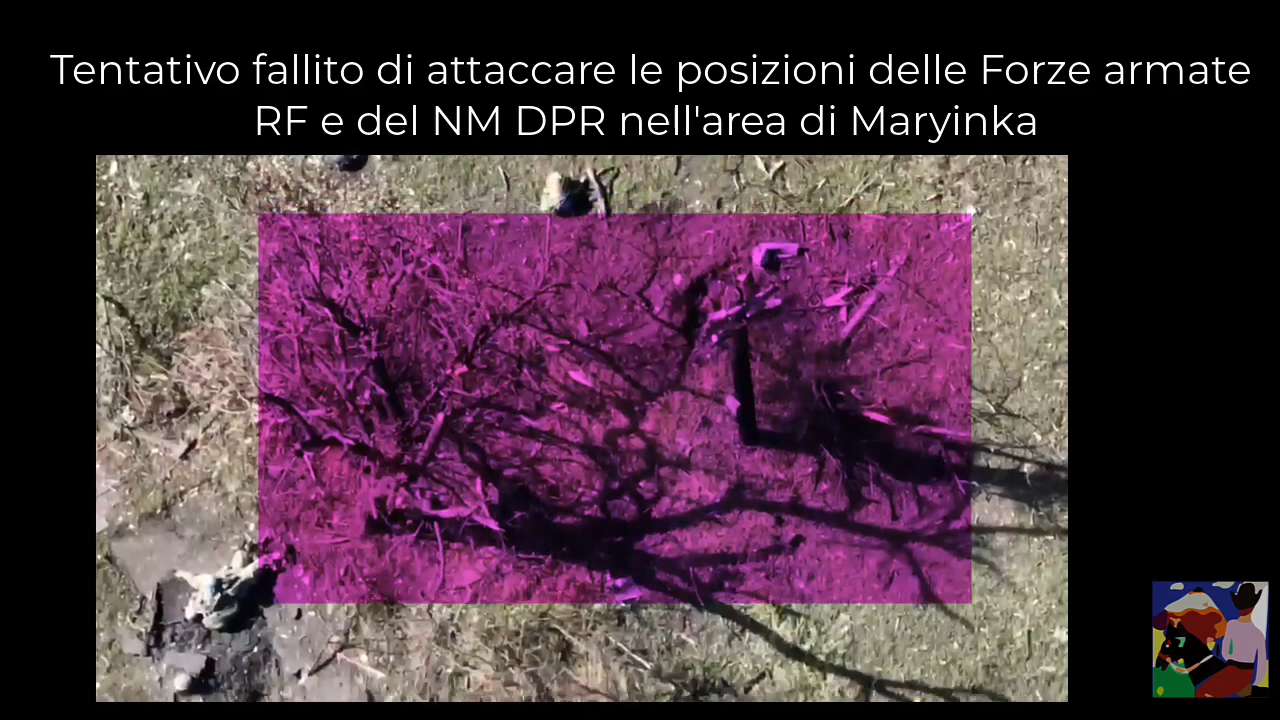 Tentativo fallito di attaccare le posizioni delle Forze armate
RF e del NM DPR nell'area di Maryinka